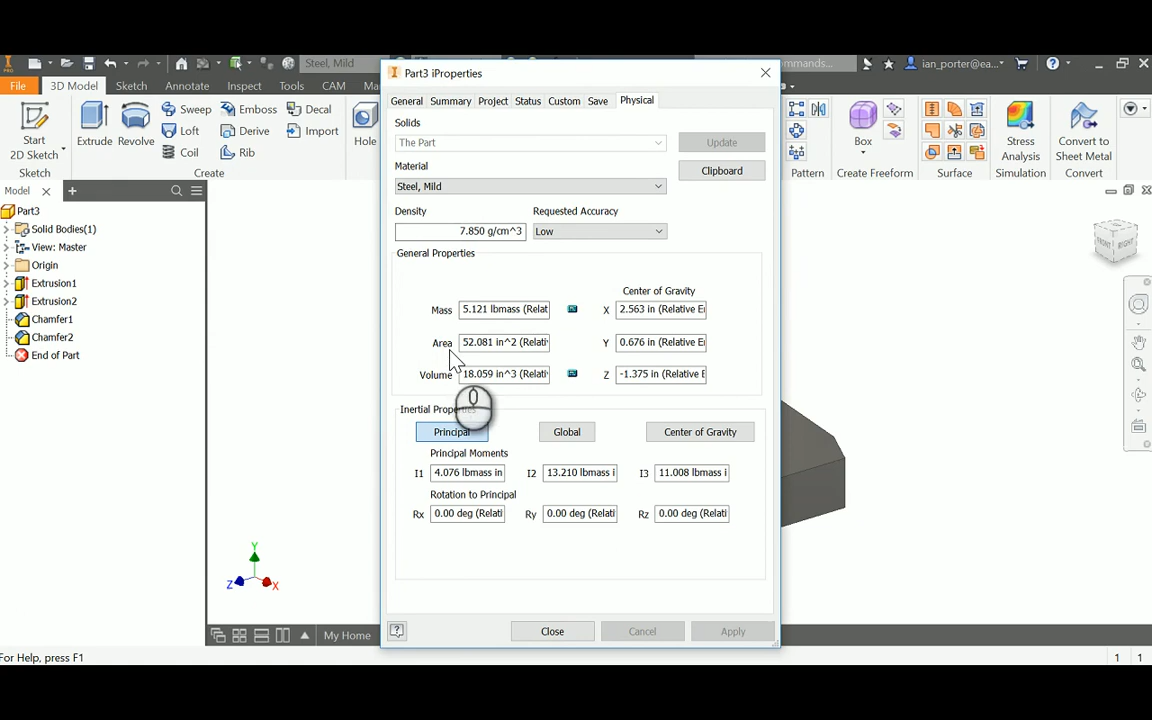 Steel, Mild
mmands...
ian_porter@ea...
PRO
File
3D Model
Sketch
Inspect
Tools
CAM
Annotate
Start
2D Sketch
Extrude
Revolve
Sweep
Emboss
Decal
Loft
Derive
Import
Coil
Rib
Hole
Box
Stress
Analysis
Convert to
Sheet Metal
Sketch
Create
Pattern
Create Freeform
Surface
Simulation
Convert
Model
Part3
Solid Bodies(1)
View: Master
Origin
Extrusion1
Extrusion2
Chamfer1
Chamfer2
End of Part
Part3 iProperties
General
Summary
Project
Status
Custom
Save
Physical
Solids
The Part
Update
Material
Clipboard
Steel, Mild
Density
Requested Accuracy
7.850 g/cm^3
Low
General Properties
Center of Gravity
Mass
5.121 lbmass (Relat
X
2.563 in (Relative E
Area
52.081 in^2 (Relati
Y
0.676 in (Relative E
Volume
18.059 in^3 (Relati
Z
-1.375 in (Relative E
Inertial
Principal
Global
Center of Gravity
Principal Moments
I1
4.076 lbmass in
I2
13.210 lbmass i
I3
11.008 lbmass i
Rotation to Principal
Rx
0.00 deg (Relati
Ry
0.00 deg (Relati
Rz
0.00 deg (Relati
Close
Cancel
Apply
FRONT
RIGHT
Y
Z
X
My Home
For Help, press F1
1
1